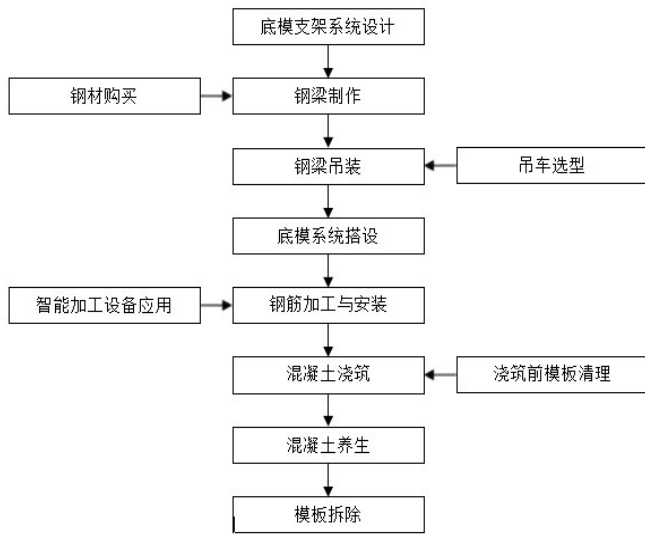 底模支架系统设计
钢材购买
钢梁制作
钢梁吊装
吊车选型
底模系统搭设
智能加工设备应用
钢筋加工与安装
混凝土浇筑
浇筑前模板清理
混凝土养生
模板拆除